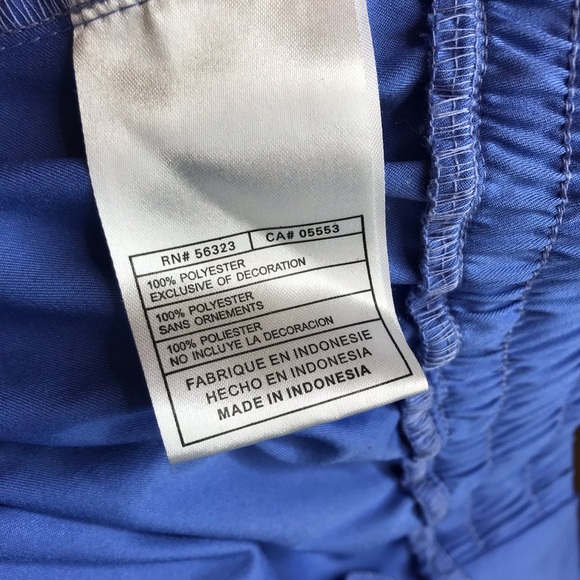 RN# 56323 CA# 05553
100% POLYESTER
EXCLUSIVE OF DECORATION
100% POLYESTER
SANS ORNEMENTS
100% POLIESTER
NO INCLUYE LA DECORACION
FABRIQUE EN INDONESIE
HECHO EN INDONESIA
MADE IN INDONESIA